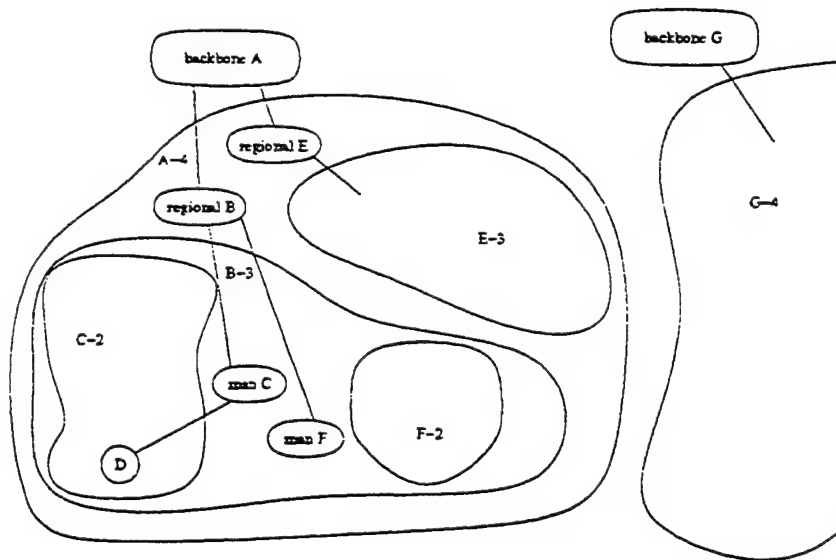 backbone A
backbone G
regional E
A-4
regional B
G-4
E-3
B-3
C-2
man C
man F
F-2
D